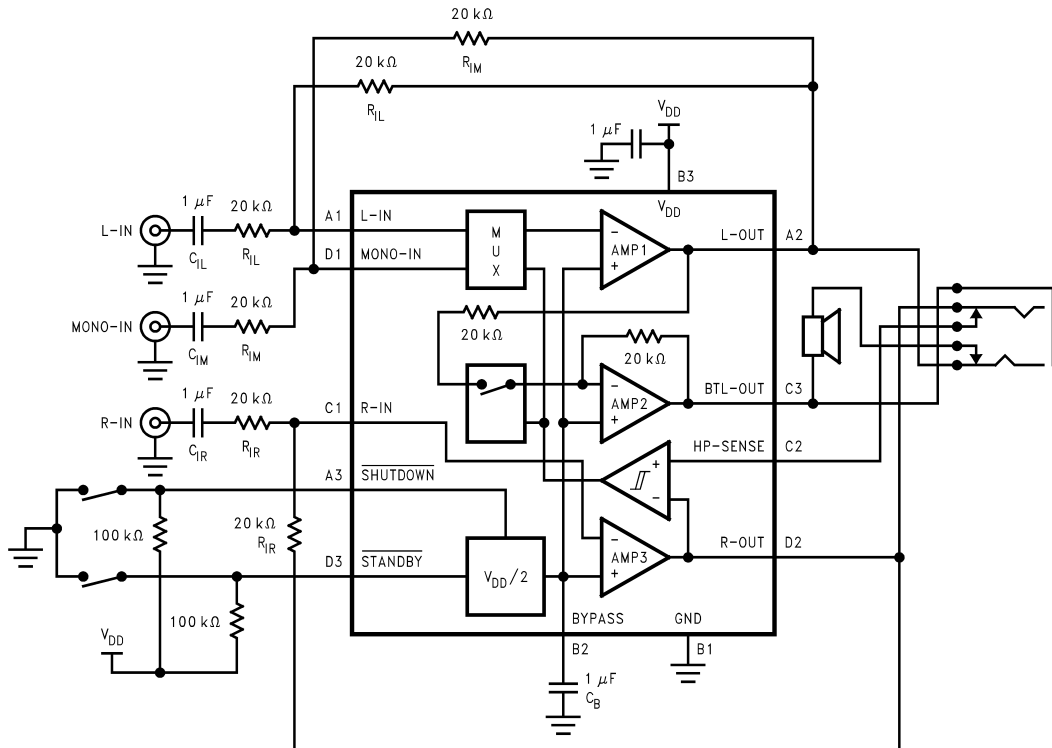 20 kΩ
R_IM
20 kΩ
R_IL
V_DD
1 μF
B3
V_DD
1 μF
20 kΩ
A1
L-IN
L-IN
C_IL
R_IL
M
U
X
-
AMP1
+
L-OUT
A2
D1
MONO-IN
1 μF
20 kΩ
MONO-IN
C_IM
R_IM
20 kΩ
20 kΩ
-
AMP2
+
BTL-OUT
C3
1 μF
20 kΩ
C1
R-IN
R-IN
C_IR
R_IR
HP-SENSE
C2
+
-
A3
SHUTDOWN
100 kΩ
20 kΩ
R_IR
D3
STANDBY
V_DD/2
-
AMP3
+
R-OUT
D2
100 kΩ
V_DD
BYPASS
GND
B2
B1
1 μF
C_B